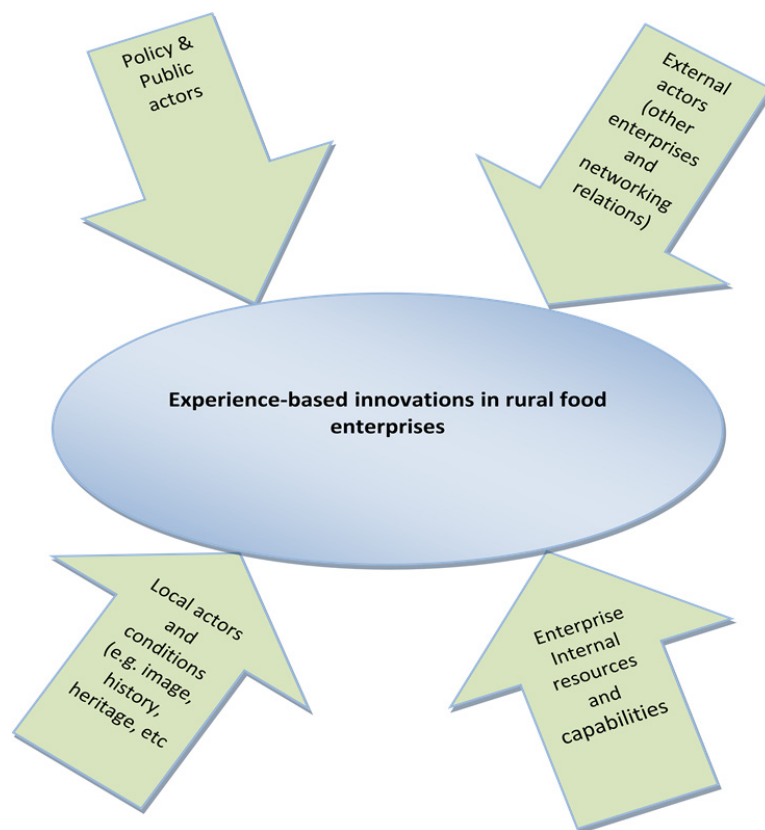 Policy &
Public
actors
External
actors
(other
enterprises
and
networking
relations)
Experience-based innovations in rural food
enterprises
Local actors
and
conditions
(e.g. image,
history,
heritage, etc
Enterprise
Internal
resources
and
capabilities